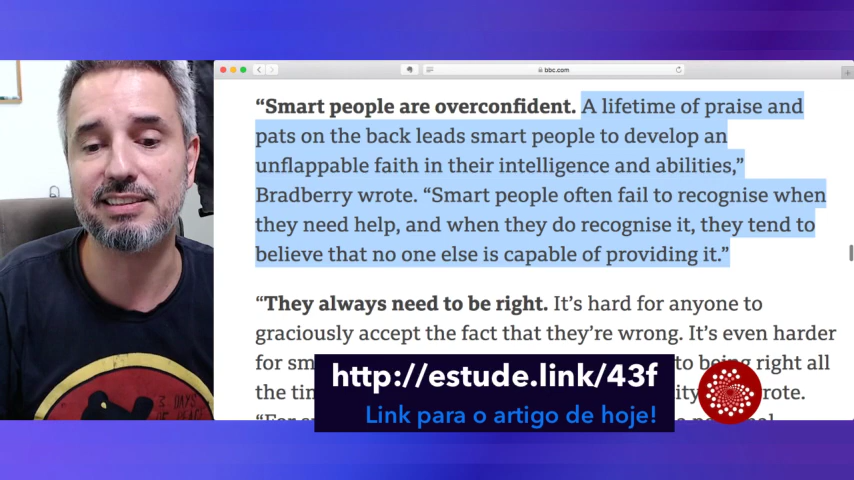 bbc.com
“Smart people are overconfident. A lifetime of praise and
pats on the back leads smart people to develop an
unflappable faith in their intelligence and abilities,”
Bradberry wrote. “Smart people often fail to recognise when
they need help, and when they do recognise it, they tend to
believe that no one else is capable of providing it.”
“They always need to be right. It’s hard for anyone to
graciously accept the fact that they’re wrong. It’s even harder
for to being right all
the
http://estude.link/43f
Link para o artigo de hoje!
3 DAYS